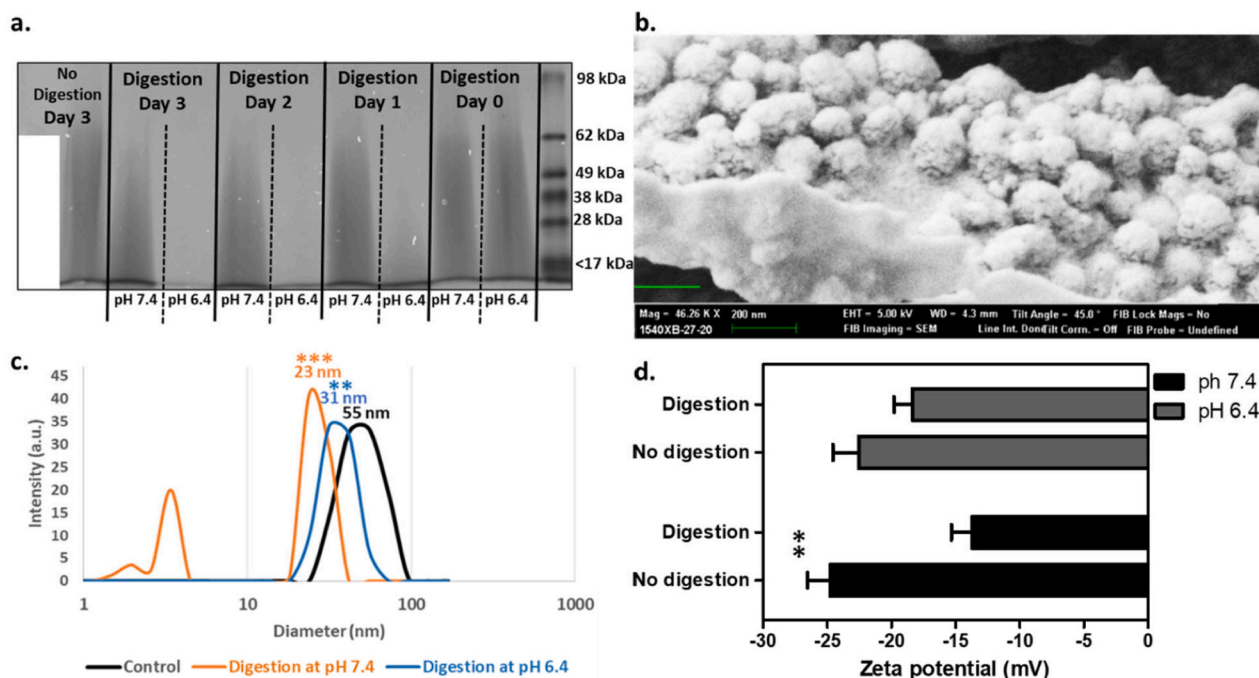 a.
No
Digestion
Day 3
Digestion
Day 3
Digestion
Day 2
Digestion
Day 1
Digestion
Day 0
98 kDa
62 kDa
49 kDa
38 kDa
28 kDa
<17 kDa
pH 7.4 pH 6.4 pH 7.4 pH 6.4 pH 7.4 pH 6.4 pH 7.4 pH 6.4
b.
Mag = 46.26 K X 200 nm EHT = 5.00 kV WD = 4.3 mm Tilt Angle = 45.0 ° FIB Lock Mags = No
1540XB-27-20 FIB Imaging = SEM Line Int. Done Tilt Corrn. = Off FIB Probe = Undefined
c.
***
23 nm
**
31 nm
55 nm
45
40
35
30
25
20
15
10
5
0
Intensity (a.u.)
1 10 100 1000
Diameter (nm)
Control Digestion at pH 7.4 Digestion at pH 6.4
d.
ph 7.4
pH 6.4
Digestion
No digestion
Digestion
No digestion
**
-30 -25 -20 -15 -10 -5 0
Zeta potential (mV)